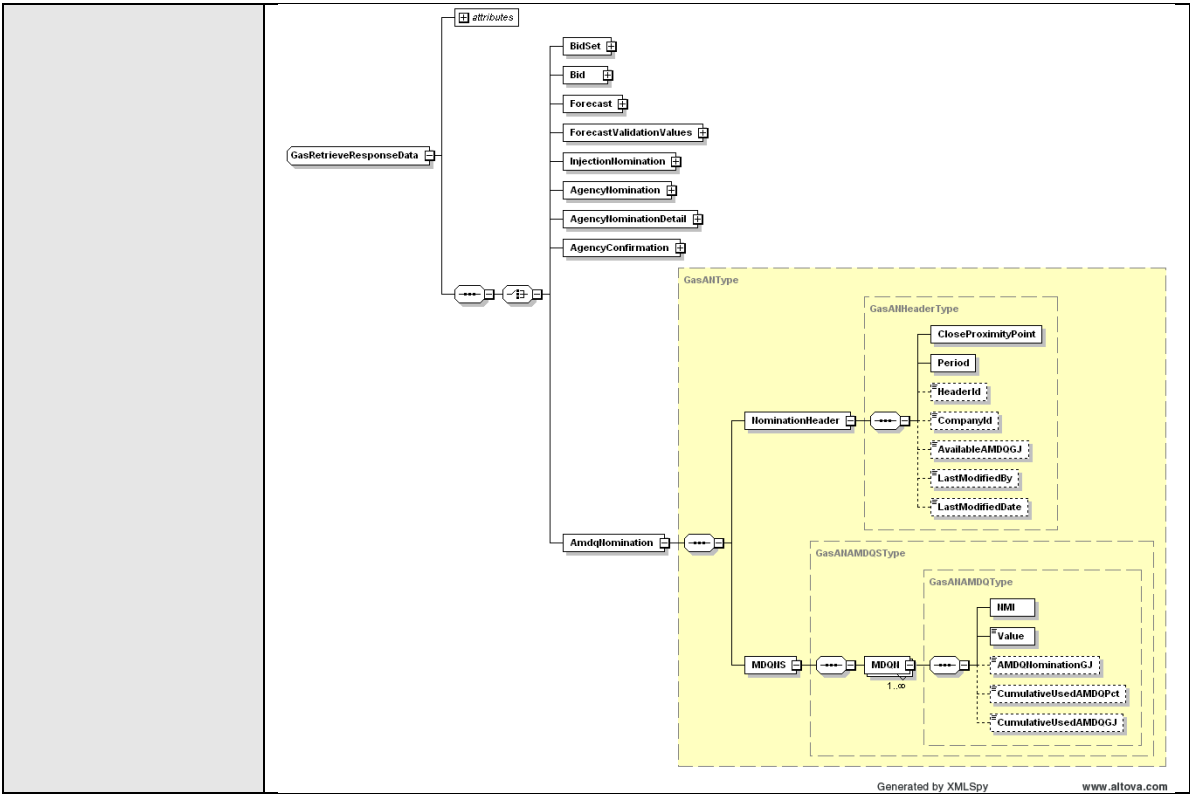 attributes
BidSet
Bid
Forecast
ForecastValidationValues
GasRetrieveResponseData
InjectionNomination
AgencyNomination
AgencyNominationDetail
AgencyConfirmation
GasANType
GasANHeaderType
CloseProximityPoint
Period
HeaderId
NominationHeader
CompanyId
AvailableAMDQGJ
LastModifiedBy
LastModifiedDate
AmdqNomination
GasANAMDQSType
GasANAMDQType
NMI
Value
MDQNS
MDQN
1..∞
AMDQNominationGJ
CumulativeUsedAMDQPct
CumulativeUsedAMDQGJ
Generated by XMLSpy www.altova.com